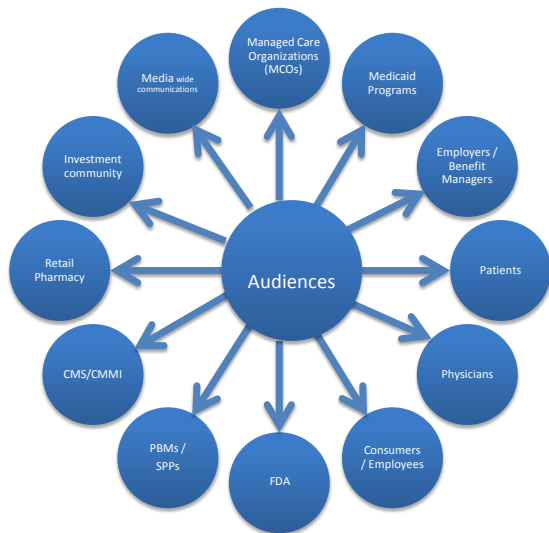 Managed Care
Organizations
(MCOs)
Medicaid
Programs
Employers /
Benefit
Managers
Patients
Physicians
Consumers
/ Employees
FDA
PBMs /
SPPs
CMS/CMMI
Retail
Pharmacy
Investment
community
Media wide
communications
Audiences